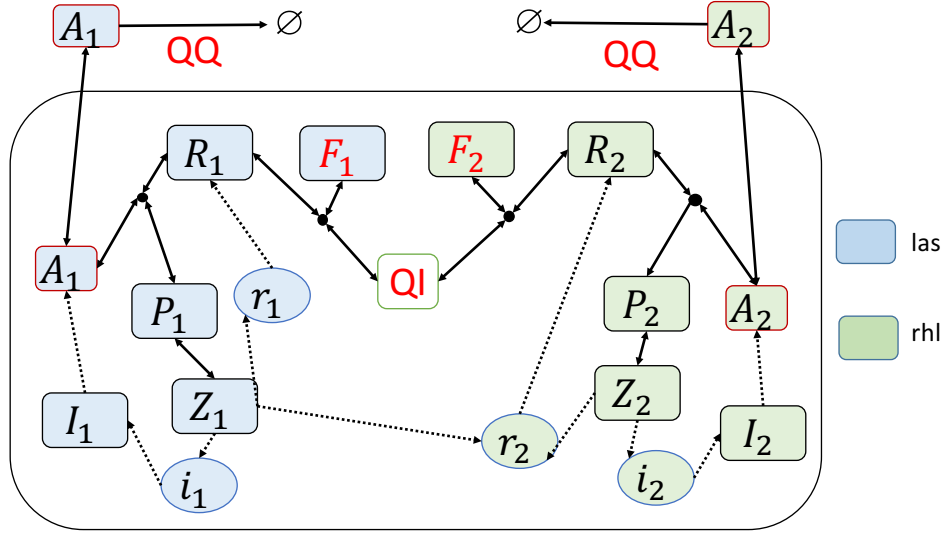 A₁ ∅ ∅ A₂
QQ QQ
R₁ F₁ F₂ R₂
las
A₁ QI
r₁
P₁ P₂ A₂
rhl
I₁ Z₁ Z₂ I₂
r₂
i₁ i₂